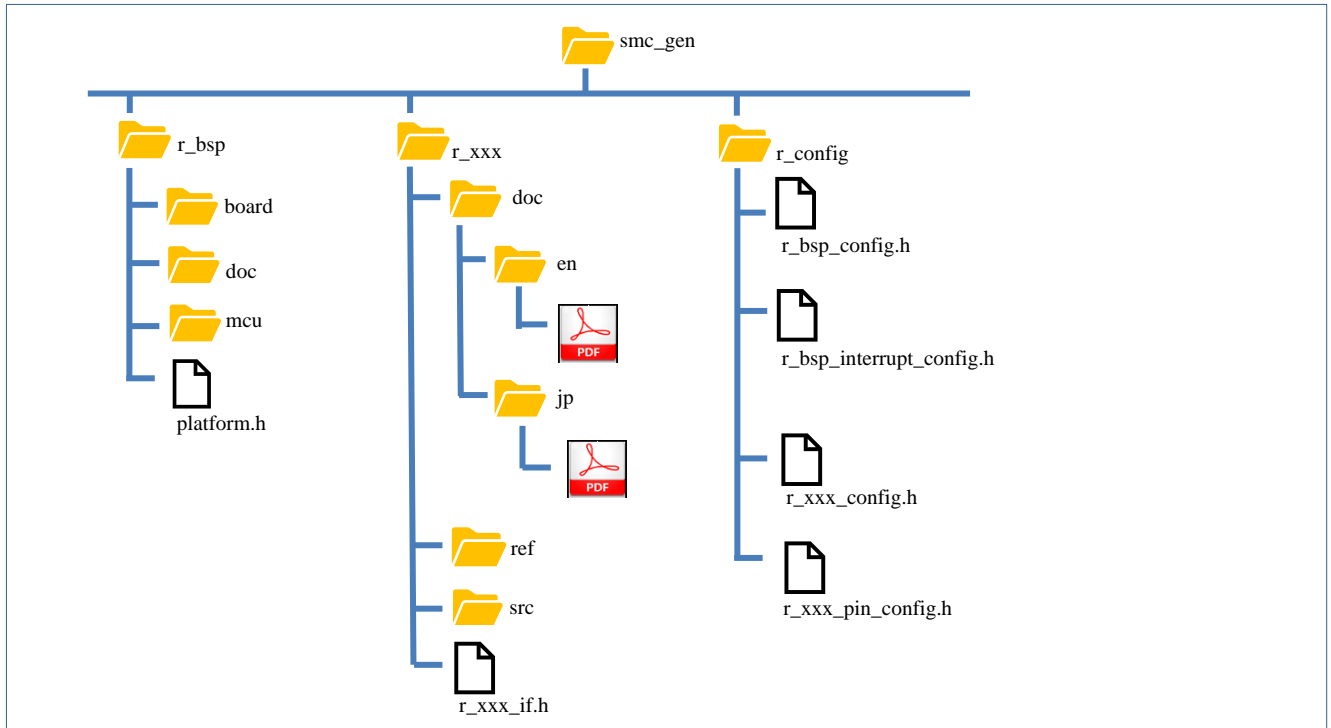 smc_gen
r_bsp
board
doc
mcu
platform.h
r_xxx
doc
en
PDF
jp
PDF
ref
src
r_xxx_if.h
r_config
r_bsp_config.h
r_bsp_interrupt_config.h
r_xxx_config.h
r_xxx_pin_config.h